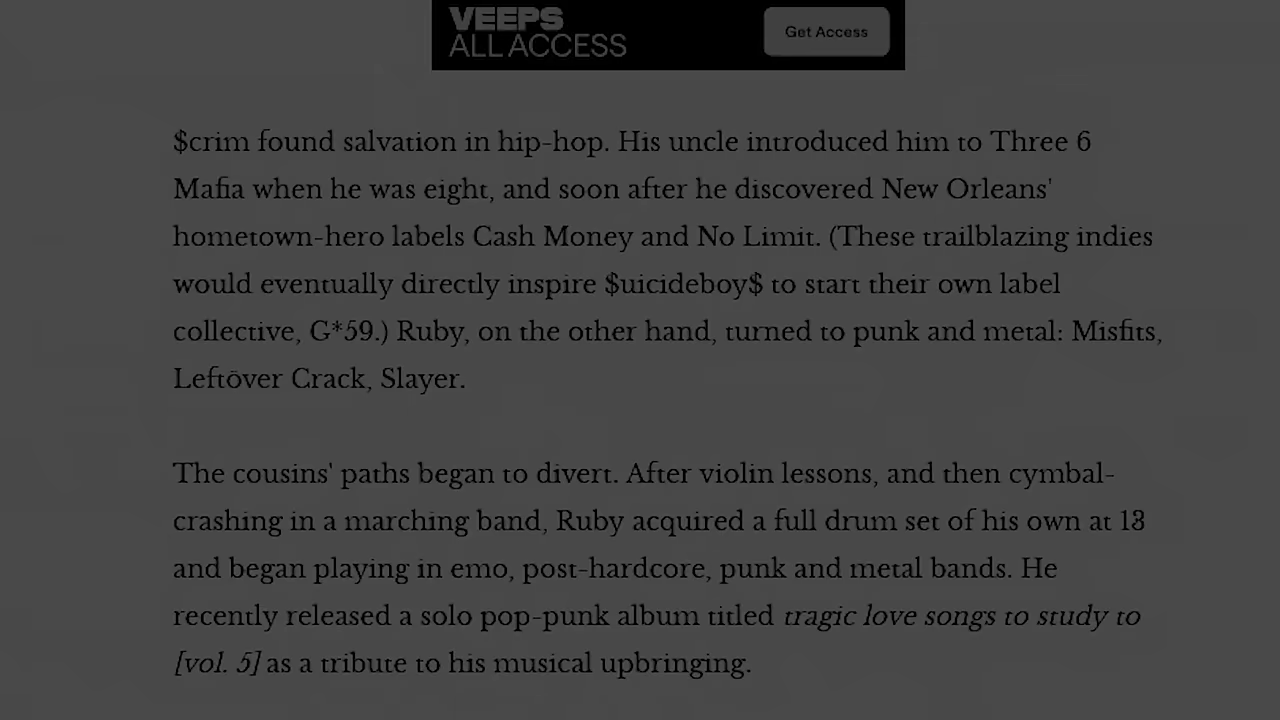 VEEPS
ALL ACCESS
Get Access
$crim found salvation in hip-hop. His uncle introduced him to Three 6
Mafia when he was eight, and soon after he discovered New Orleans'
hometown-hero labels Cash Money and No Limit. (These trailblazing indies
would eventually directly inspire $uicideboy$ to start their own label
collective, G*59.) Ruby, on the other hand, turned to punk and metal: Misfits,
Leftöver Crack, Slayer.
The cousins' paths began to divert. After violin lessons, and then cymbal-
crashing in a marching band, Ruby acquired a full drum set of his own at 13
and began playing in emo, post-hardcore, punk and metal bands. He
recently released a solo pop-punk album titled tragic love songs to study to
[vol. 5] as a tribute to his musical upbringing.